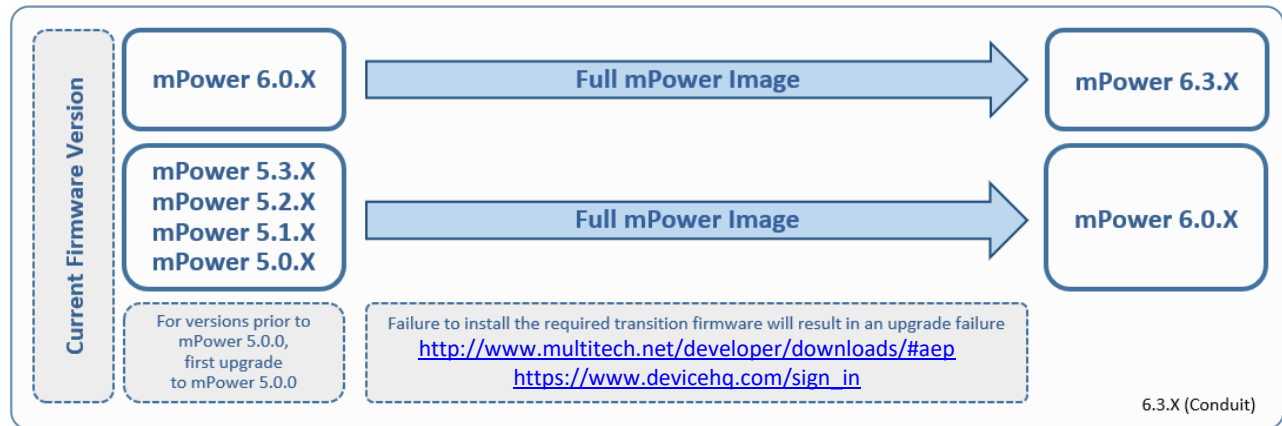 Current Firmware Version
mPower 6.0.X
Full mPower Image
mPower 6.3.X
mPower 5.3.X
mPower 5.2.X
mPower 5.1.X
mPower 5.0.X
Full mPower Image
mPower 6.0.X
For versions prior to
mPower 5.0.0,
first upgrade
to mPower 5.0.0
Failure to install the required transition firmware will result in an upgrade failure
http://www.multitech.net/developer/downloads/#aep
https://www.devicehq.com/sign_in
6.3.X (Conduit)